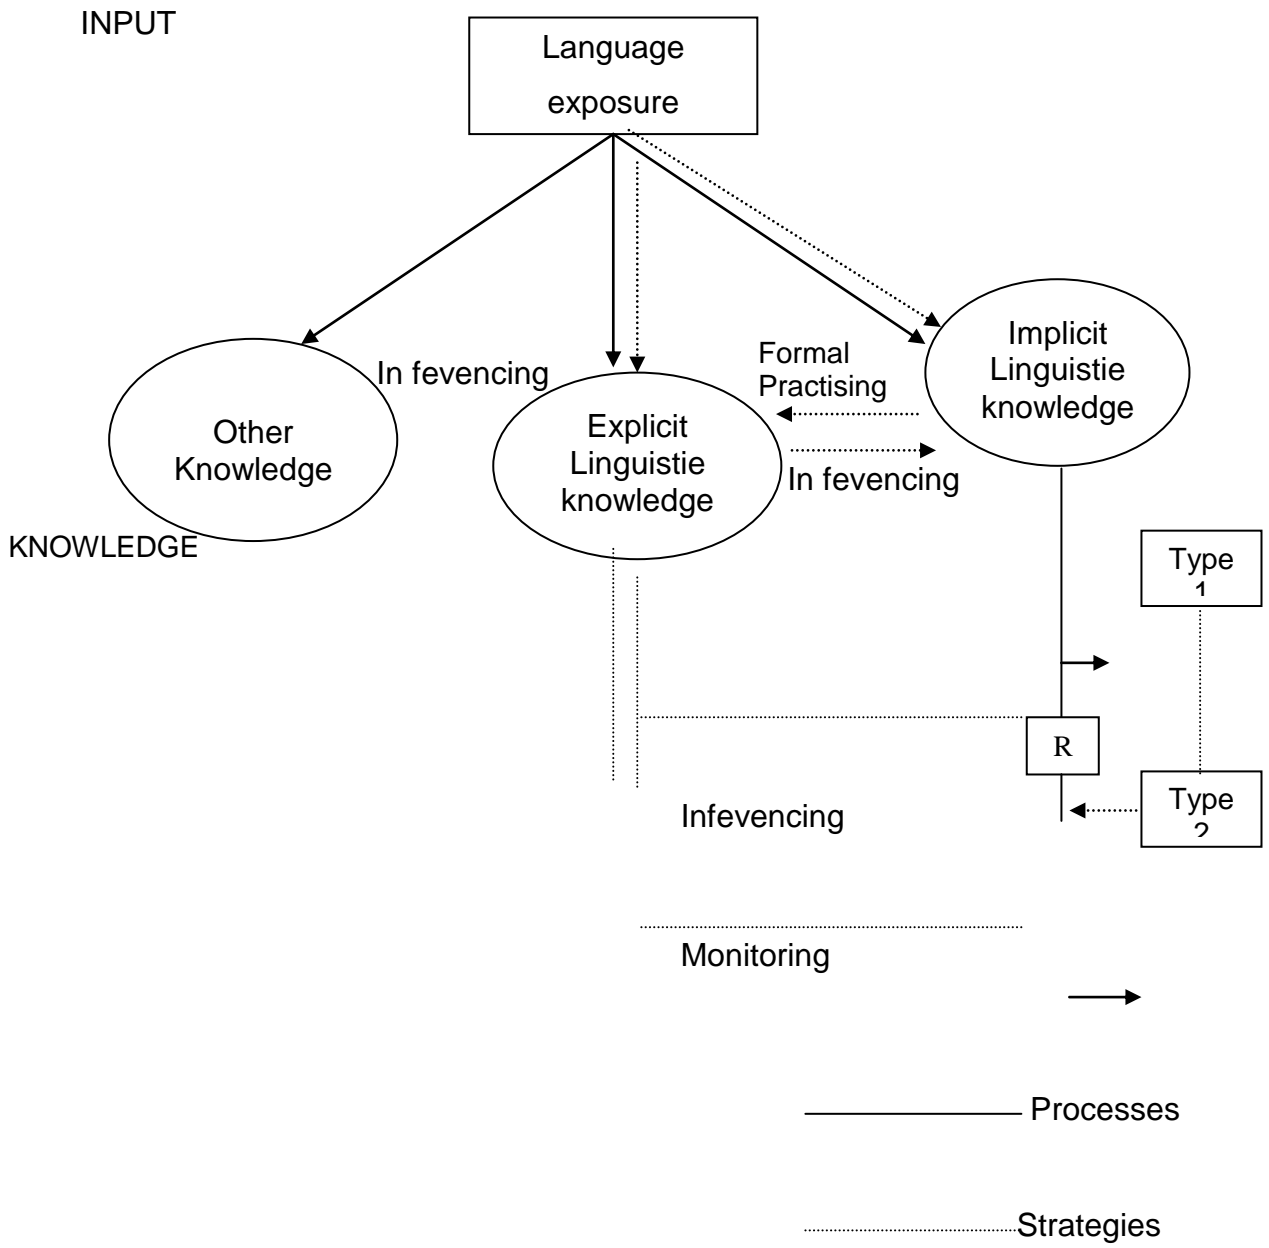 INPUT
Language
exposure
Implicit
Linguistie
knowledge
Formal
Practising
In fevencing
Other
Knowledge
Explicit
Linguistie
knowledge
In fevencing
KNOWLEDGE
Type
1
R
Type
2
Infevencing
Monitoring
Processes
Strategies